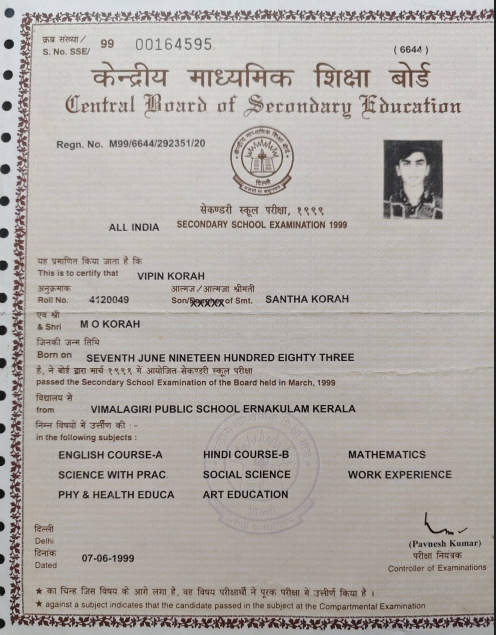 क्रम संख्या/
S. No. SSE/ 99 00164595 ( 6644 )
केन्द्रीय माध्यमिक शिक्षा बोर्ड
Central Board of Secondary Education
Regn. No. M99/6644/292351/20
सेकण्डरी स्कूल परीक्षा, १९९९
ALL INDIA SECONDARY SCHOOL EXAMINATION 1999
यह प्रमाणित किया जाता है कि
This is to certify that VIPIN KORAH
अनुक्रमांक आत्मज/आत्मजा श्रीमती
Roll No. 4120049 Son/Daughter of Smt. SANTHA KORAH
एवं श्री
& Shri M O KORAH
जिनकी जन्म तिथि
Born on SEVENTH JUNE NINETEEN HUNDRED EIGHTY THREE
है, ने बोर्ड द्वारा मार्च १९९९ में आयोजित सेकण्डरी स्कूल परीक्षा
passed the Secondary School Examination of the Board held in March, 1999
विद्यालय से
from VIMALAGIRI PUBLIC SCHOOL ERNAKULAM KERALA
निम्न विषयों में उत्तीर्ण की :-
in the following subjects :
ENGLISH COURSE-A HINDI COURSE-B MATHEMATICS
SCIENCE WITH PRAC. SOCIAL SCIENCE WORK EXPERIENCE
PHY & HEALTH EDUCA ART EDUCATION
दिल्ली
Delhi
दिनांक
Dated 07-06-1999
(Pavnesh Kumar)
परीक्षा नियंत्रक
Controller of Examinations
★ का चिन्ह जिस विषय के आगे लगा है, वह विषय परीक्षार्थी ने पूरक परीक्षा में उत्तीर्ण किया है ।
★ against a subject indicates that the candidate passed in the subject at the Compartmental Examination